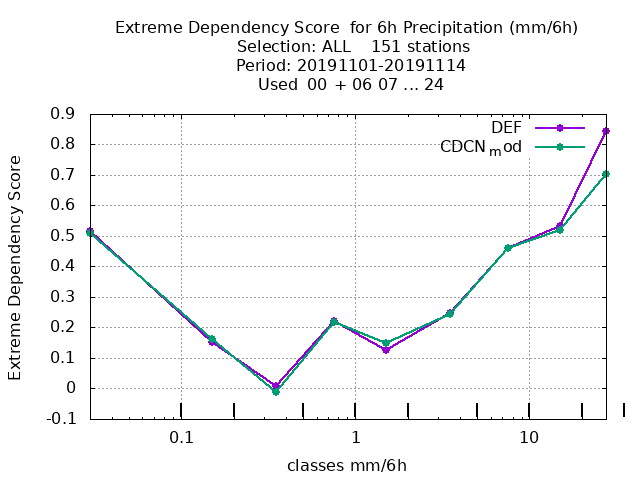 Extreme Dependency Score  for 6h Precipitation (mm/6h)
Selection: ALL    151 stations
Period: 20191101-20191114
Used  00  + 06 07 ... 24
DEF
CDCN_mod
0.9
0.8
0.7
0.6
0.5
0.4
0.3
0.2
0.1
0
-0.1
Extreme Dependency Score
0.1
1
10
classes mm/6h